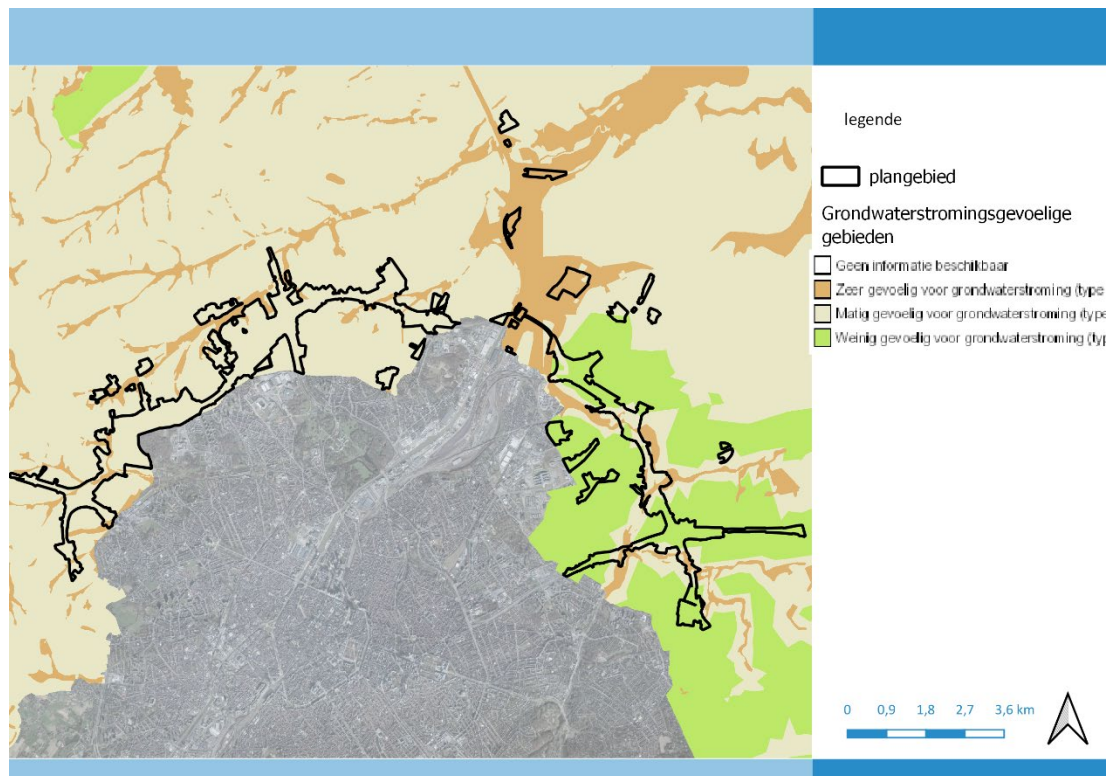 legende
plangebied
Grondwaterstromingsgevoelige
gebieden
Geen informatie beschikbaar
Zeer gevoelig voor grondwaterstroming (type
Matig gevoelig voor grondwaterstroming (type
Weinig gevoelig voor grondwaterstroming (typ
0 0,9 1,8 2,7 3,6 km